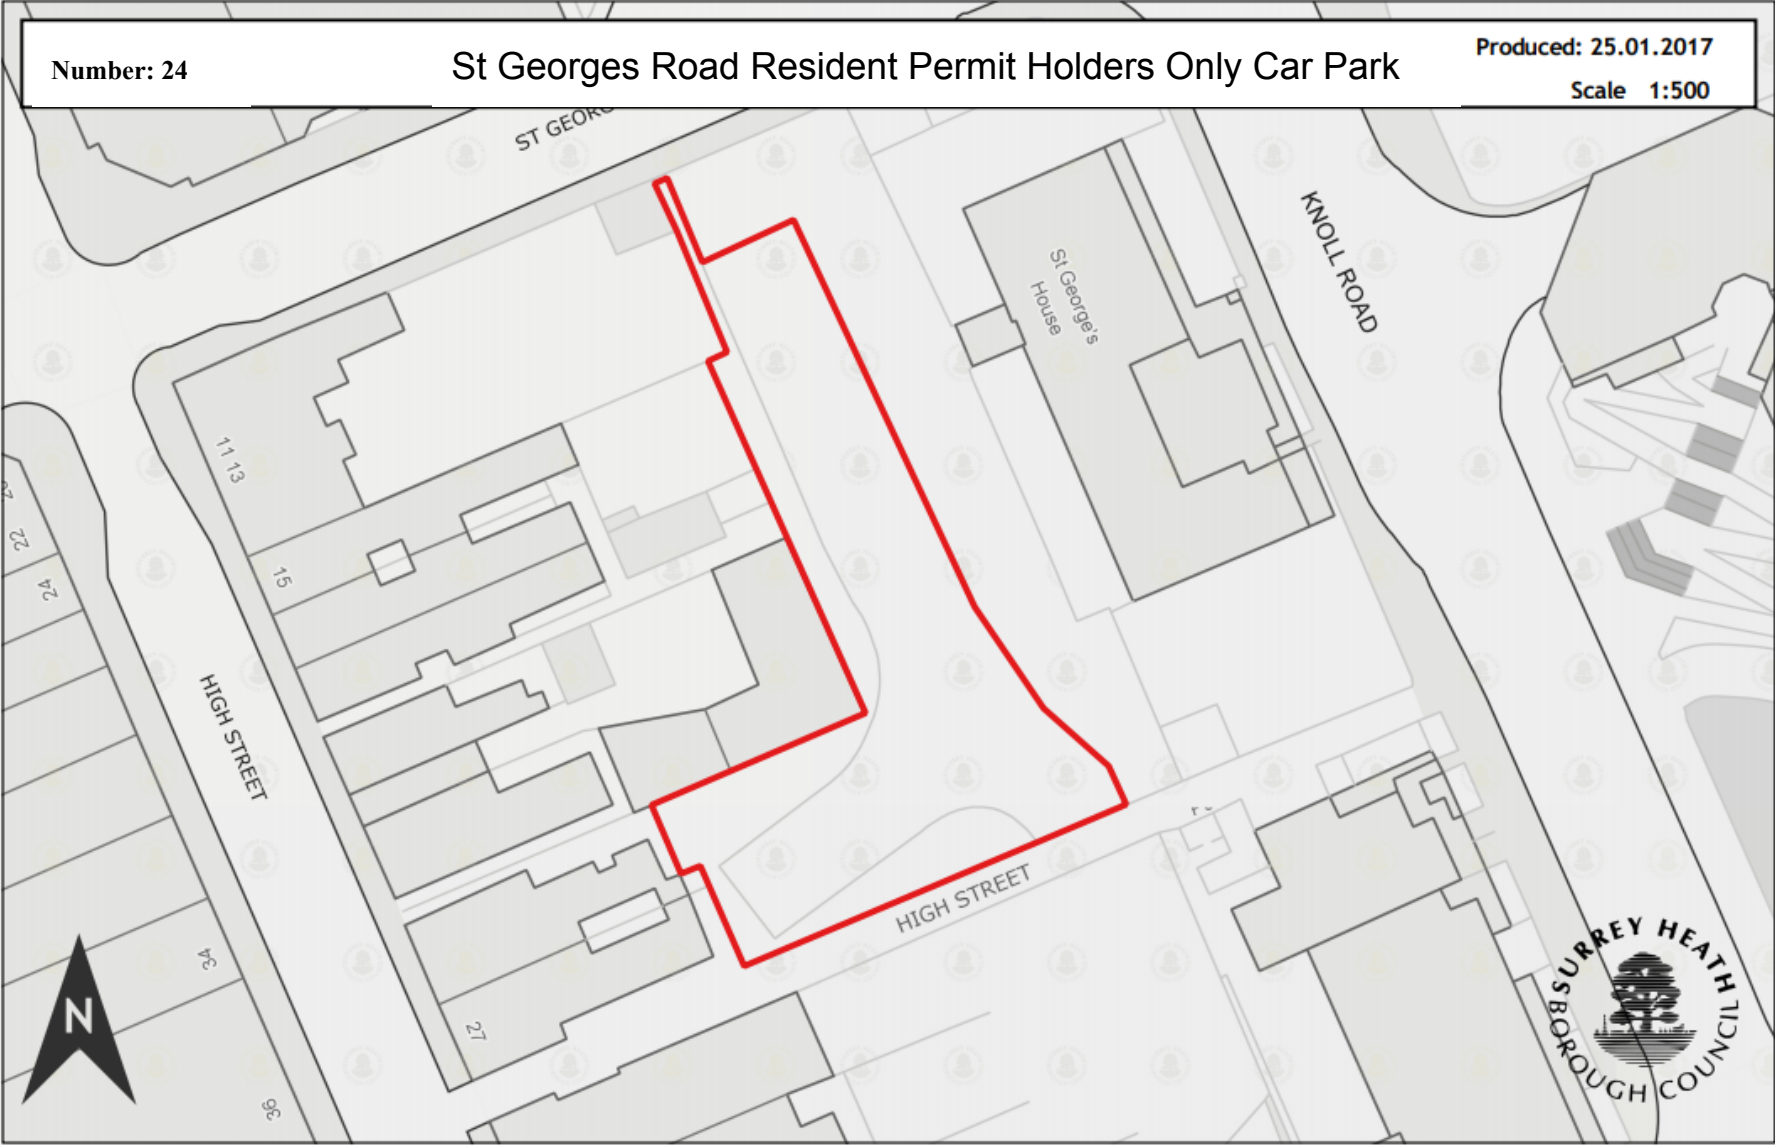 Number: 24
St Georges Road Resident Permit Holders Only Car Park
Produced: 25.01.2017
Scale 1:500
ST GEORG
KNOLL ROAD
St George's
House
11 13
22
24
15
HIGH STREET
HIGH STREET
34
27
36
N
SURREY HEATH
BOROUGH COUNCIL